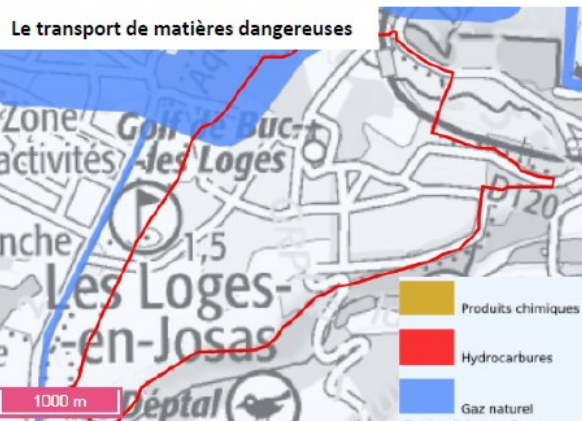 Le transport de matières dangereuses
Zone
activités
Golf de Buc-
les Loges
D120
nche
1,5
Les Loges-
en-Josas
Produits chimiques
Hydrocarbures
Gaz naturel
1000 m
Déptal